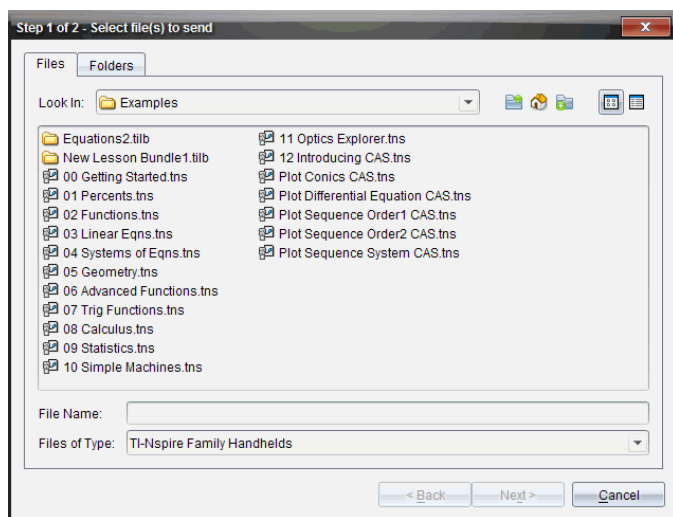 Step 1 of 2 - Select file(s) to send
Files
Folders
Look In:
Examples
Equations2.tilb
New Lesson Bundle1.tilb
00 Getting Started.tns
01 Percents.tns
02 Functions.tns
03 Linear Eqns.tns
04 Systems of Eqns.tns
05 Geometry.tns
06 Advanced Functions.tns
07 Trig Functions.tns
08 Calculus.tns
09 Statistics.tns
10 Simple Machines.tns
11 Optics Explorer.tns
12 Introducing CAS.tns
Plot Conics CAS.tns
Plot Differential Equation CAS.tns
Plot Sequence Order1 CAS.tns
Plot Sequence Order2 CAS.tns
Plot Sequence System CAS.tns
File Name:
Files of Type: TI-Nspire Family Handhelds
< Back
Next >
Cancel